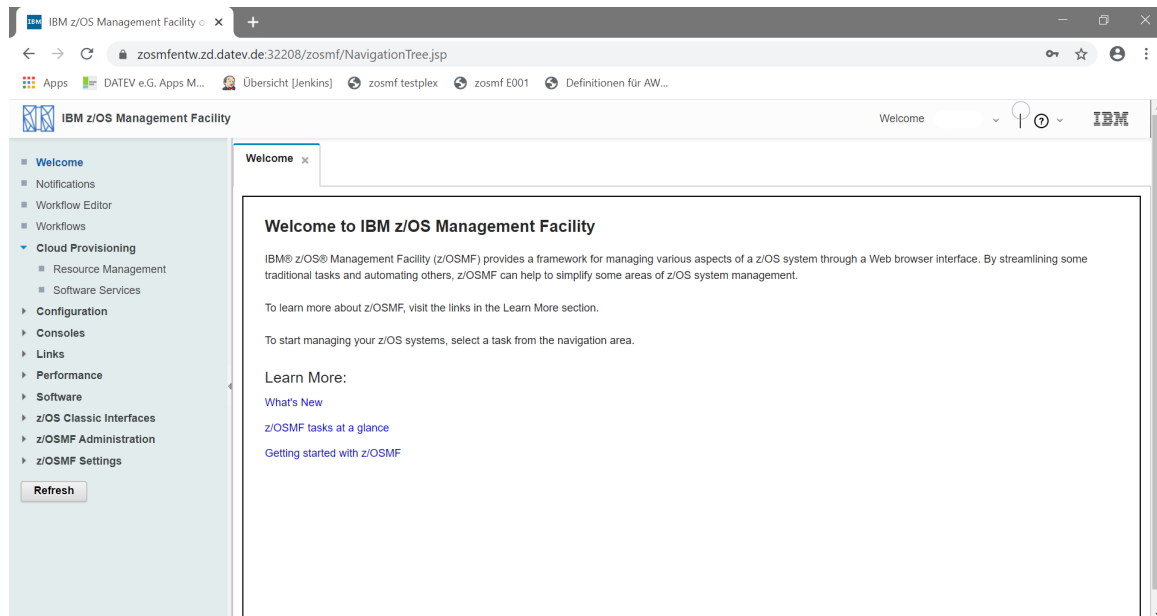 IBM z/OS Management Facility o
zosmfentw.zd.datev.de:32208/zosmf/NavigationTree.jsp
Apps DATEV e.G. Apps M... Übersicht [Jenkins] zosmf testplex zosmf E001 Definitionen für AW...
IBM z/OS Management Facility
Welcome
IBM
Welcome
Notifications
Workflow Editor
Workflows
Cloud Provisioning
Resource Management
Software Services
Configuration
Consoles
Links
Performance
Software
z/OS Classic Interfaces
z/OSMF Administration
z/OSMF Settings
Refresh
Welcome
Welcome to IBM z/OS Management Facility
IBM® z/OS® Management Facility (z/OSMF) provides a framework for managing various aspects of a z/OS system through a Web browser interface. By streamlining some
traditional tasks and automating others, z/OSMF can help to simplify some areas of z/OS system management.
To learn more about z/OSMF, visit the links in the Learn More section.
To start managing your z/OS systems, select a task from the navigation area.
Learn More:
What's New
z/OSMF tasks at a glance
Getting started with z/OSMF